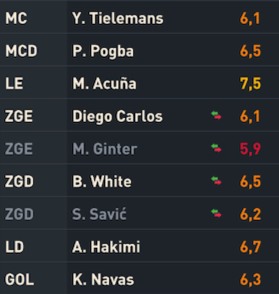 MC Y. Tielemans 6,1
MCD P. Pogba 6,5
LE M. Acuña 7,5
ZGE Diego Carlos 6,1
ZGE M. Ginter 5,9
ZGD B. White 6,5
ZGD S. Savić 6,2
LD A. Hakimi 6,7
GOL K. Navas 6,3